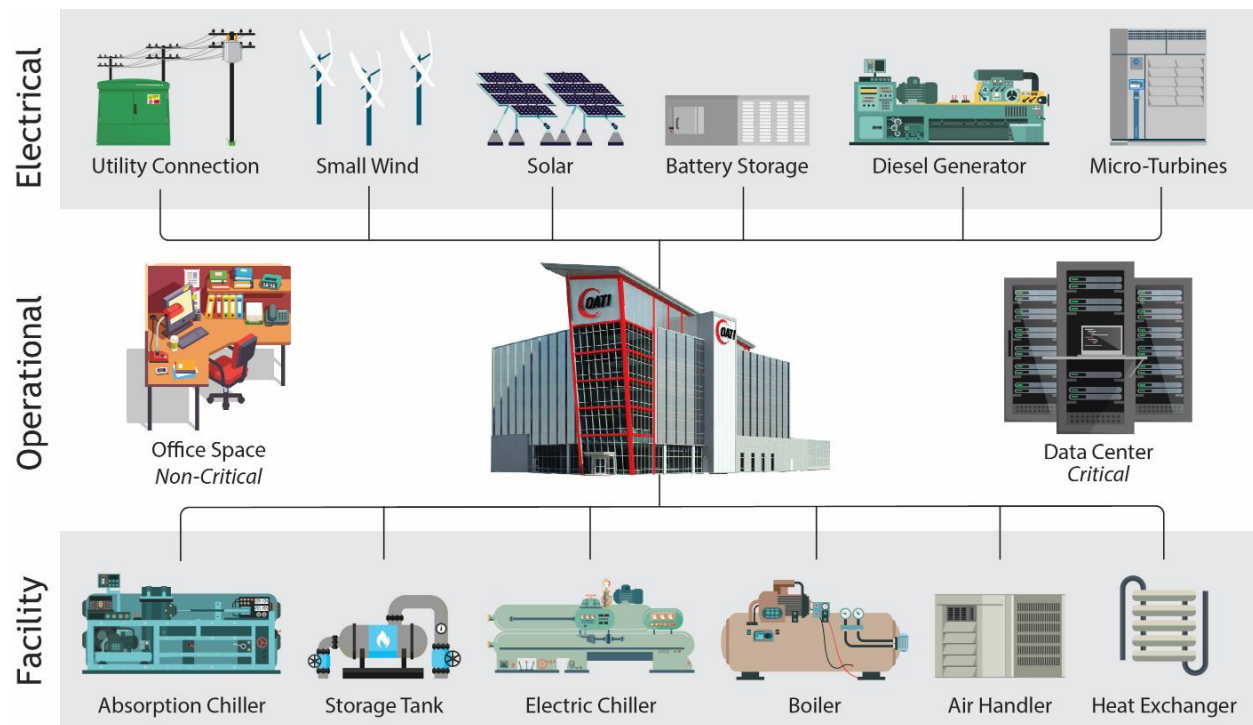 Electrical
Utility Connection
Small Wind
Solar
Battery Storage
Diesel Generator
Micro-Turbines
Operational
OATI
OATI
Office Space
Non-Critical
Data Center
Critical
Facility
Absorption Chiller
Storage Tank
Electric Chiller
Boiler
Air Handler
Heat Exchanger